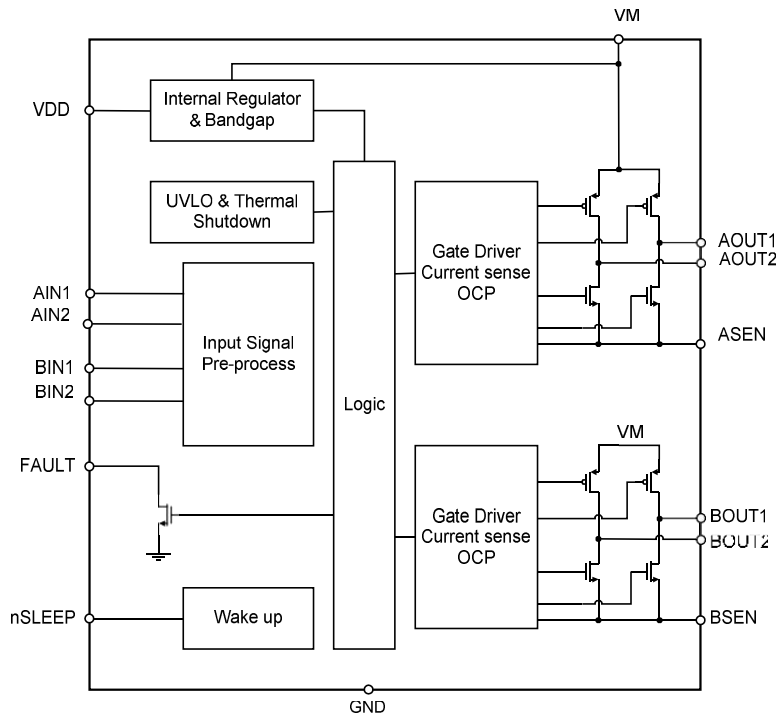 VM
VDD
Internal Regulator
& Bandgap
UVLO & Thermal
Shutdown
AIN1
AIN2
BIN1
BIN2
Input Signal
Pre-process
Logic
Gate Driver
Current sense
OCP
AOUT1
AOUT2
ASEN
FAULT
VM
Gate Driver
Current sense
OCP
BOUT1
BOUT2
BSEN
nSLEEP
Wake up
GND